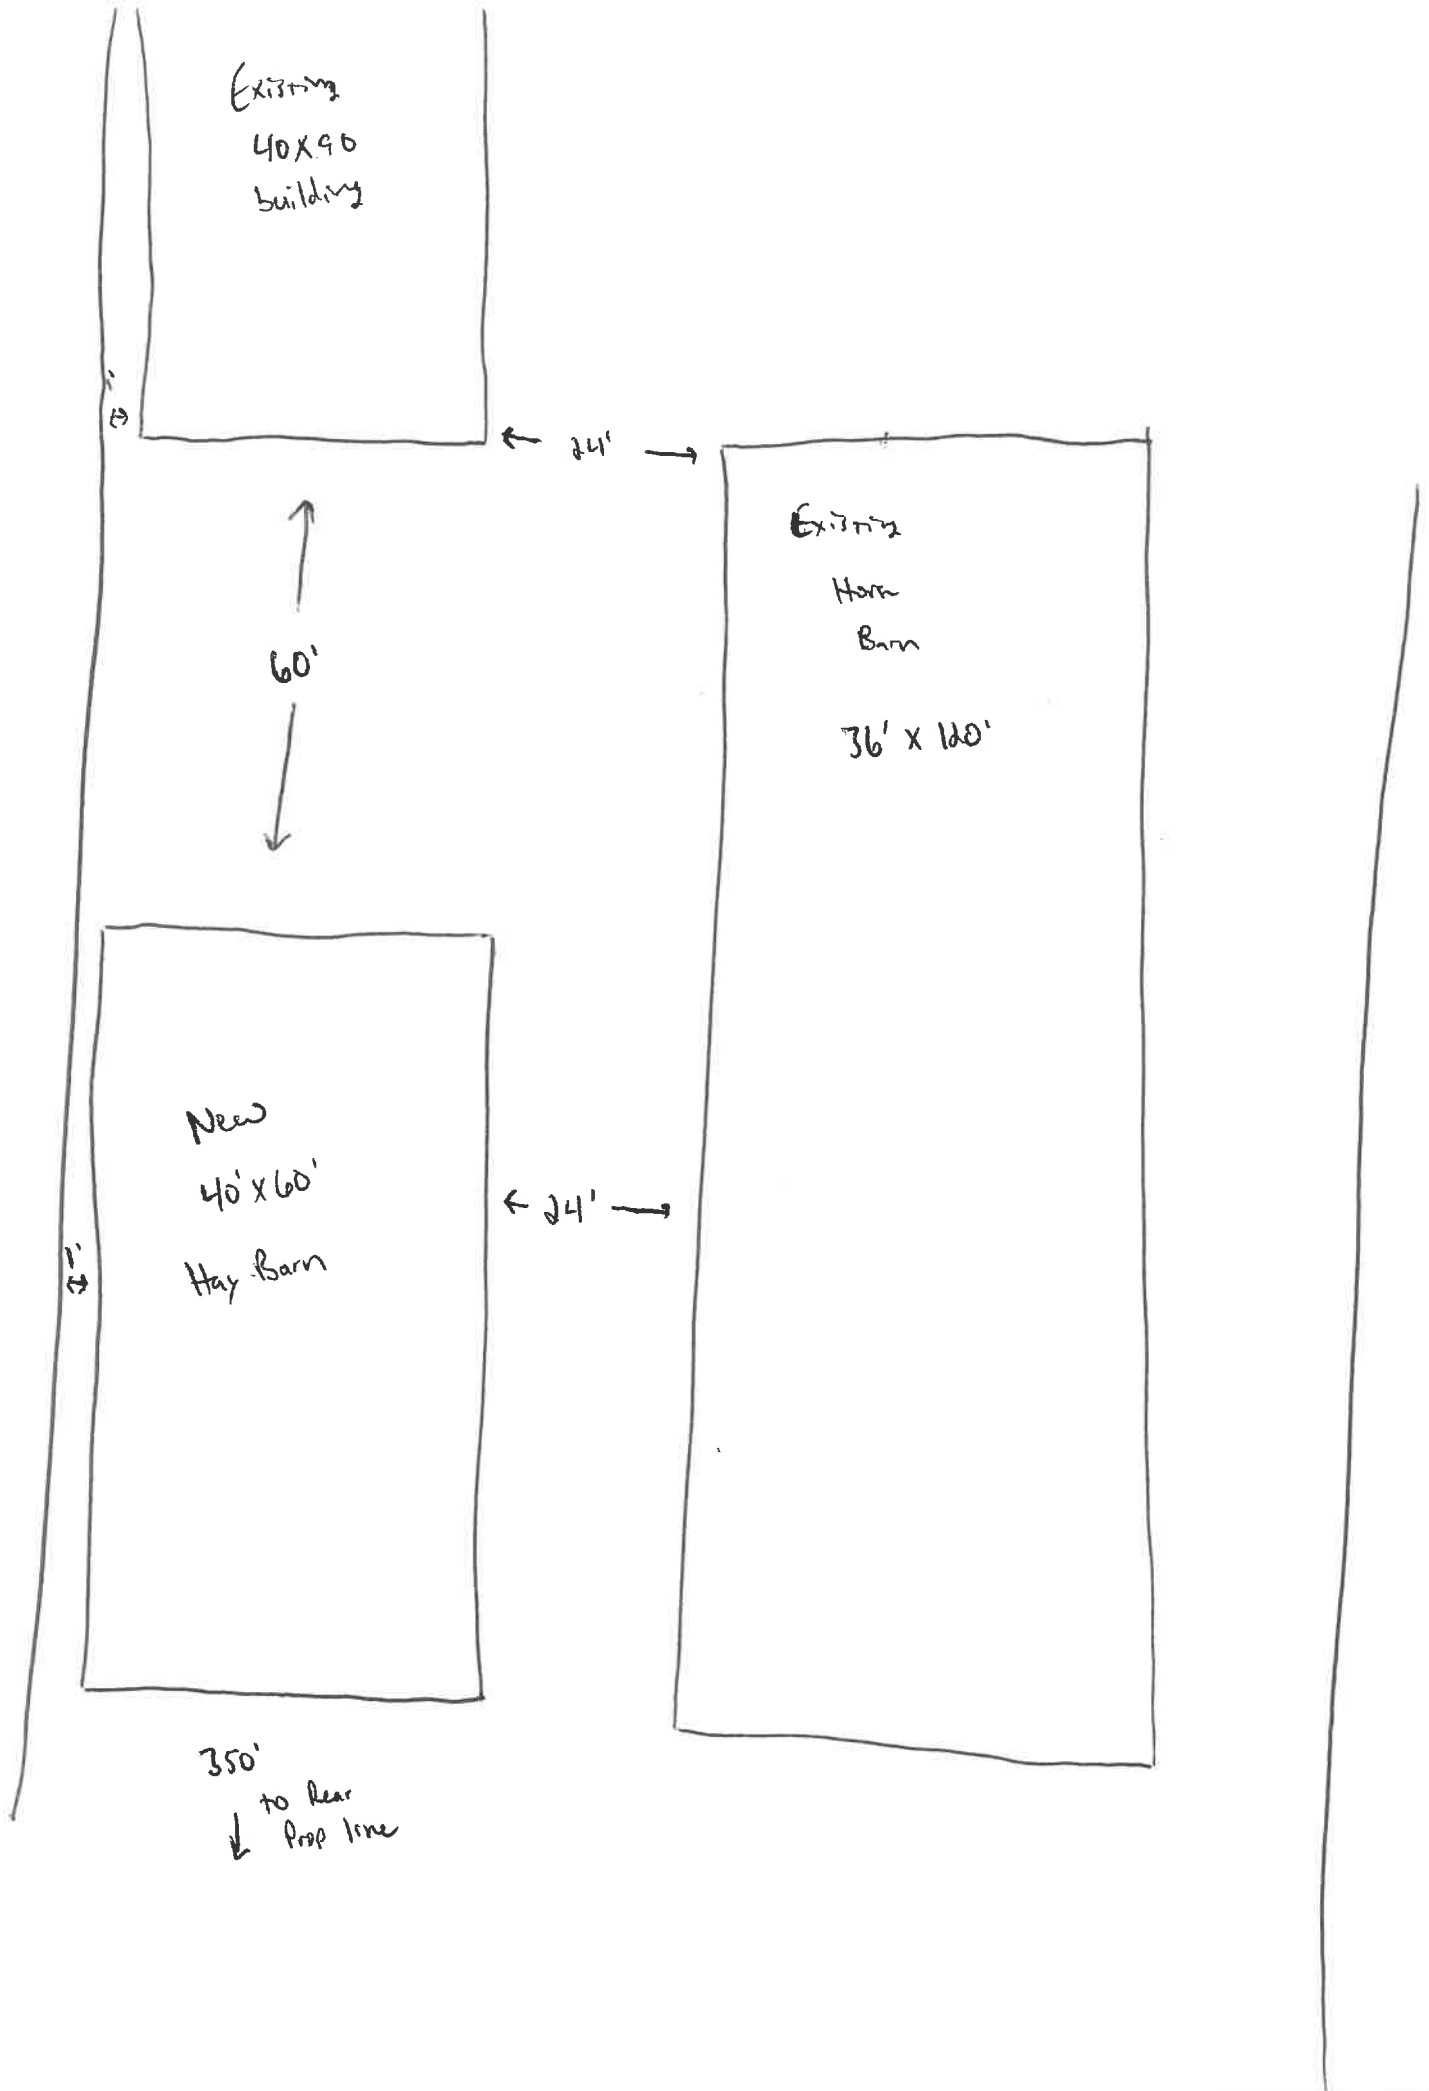 Existing
40X90
building
1'
24'
Existing
Horse
Barn
36' X 120'
60'
New
40'X60'
Hay Barn
1'
24'
350'
to Rear
Prop line